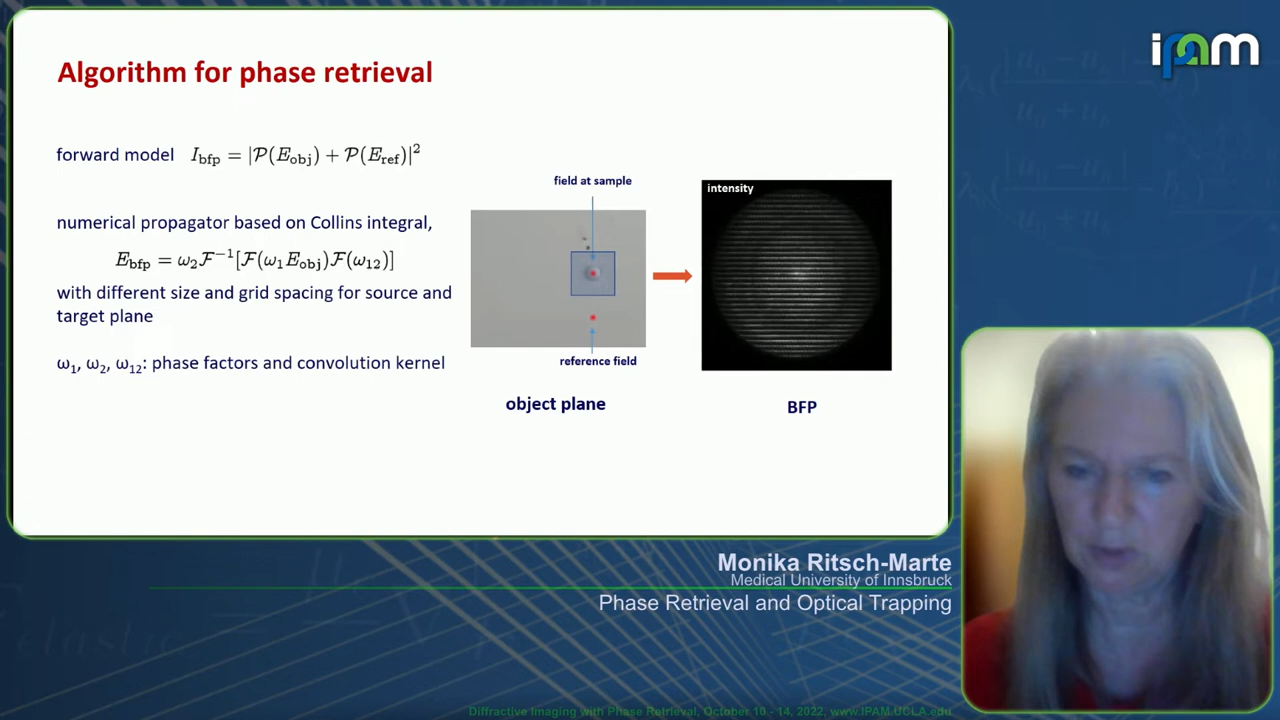 ipam
Algorithm for phase retrieval
forward model I_bfp = |𝒫(E_obj) + 𝒫(E_ref)|²
field at sample
intensity
numerical propagator based on Collins integral,
E_bfp = ω₂ℱ⁻¹[ℱ(ω₁E_obj)ℱ(ω₁₂)]
with different size and grid spacing for source and
target plane
ω₁, ω₂, ω₁₂: phase factors and convolution kernel
reference field
object plane
BFP
Monika Ritsch-Marte
Medical University of Innsbruck
Phase Retrieval and Optical Trapping
Diffractive Imaging with Phase Retrieval, October 10 - 14, 2022, www.IPAM.UCLA.edu